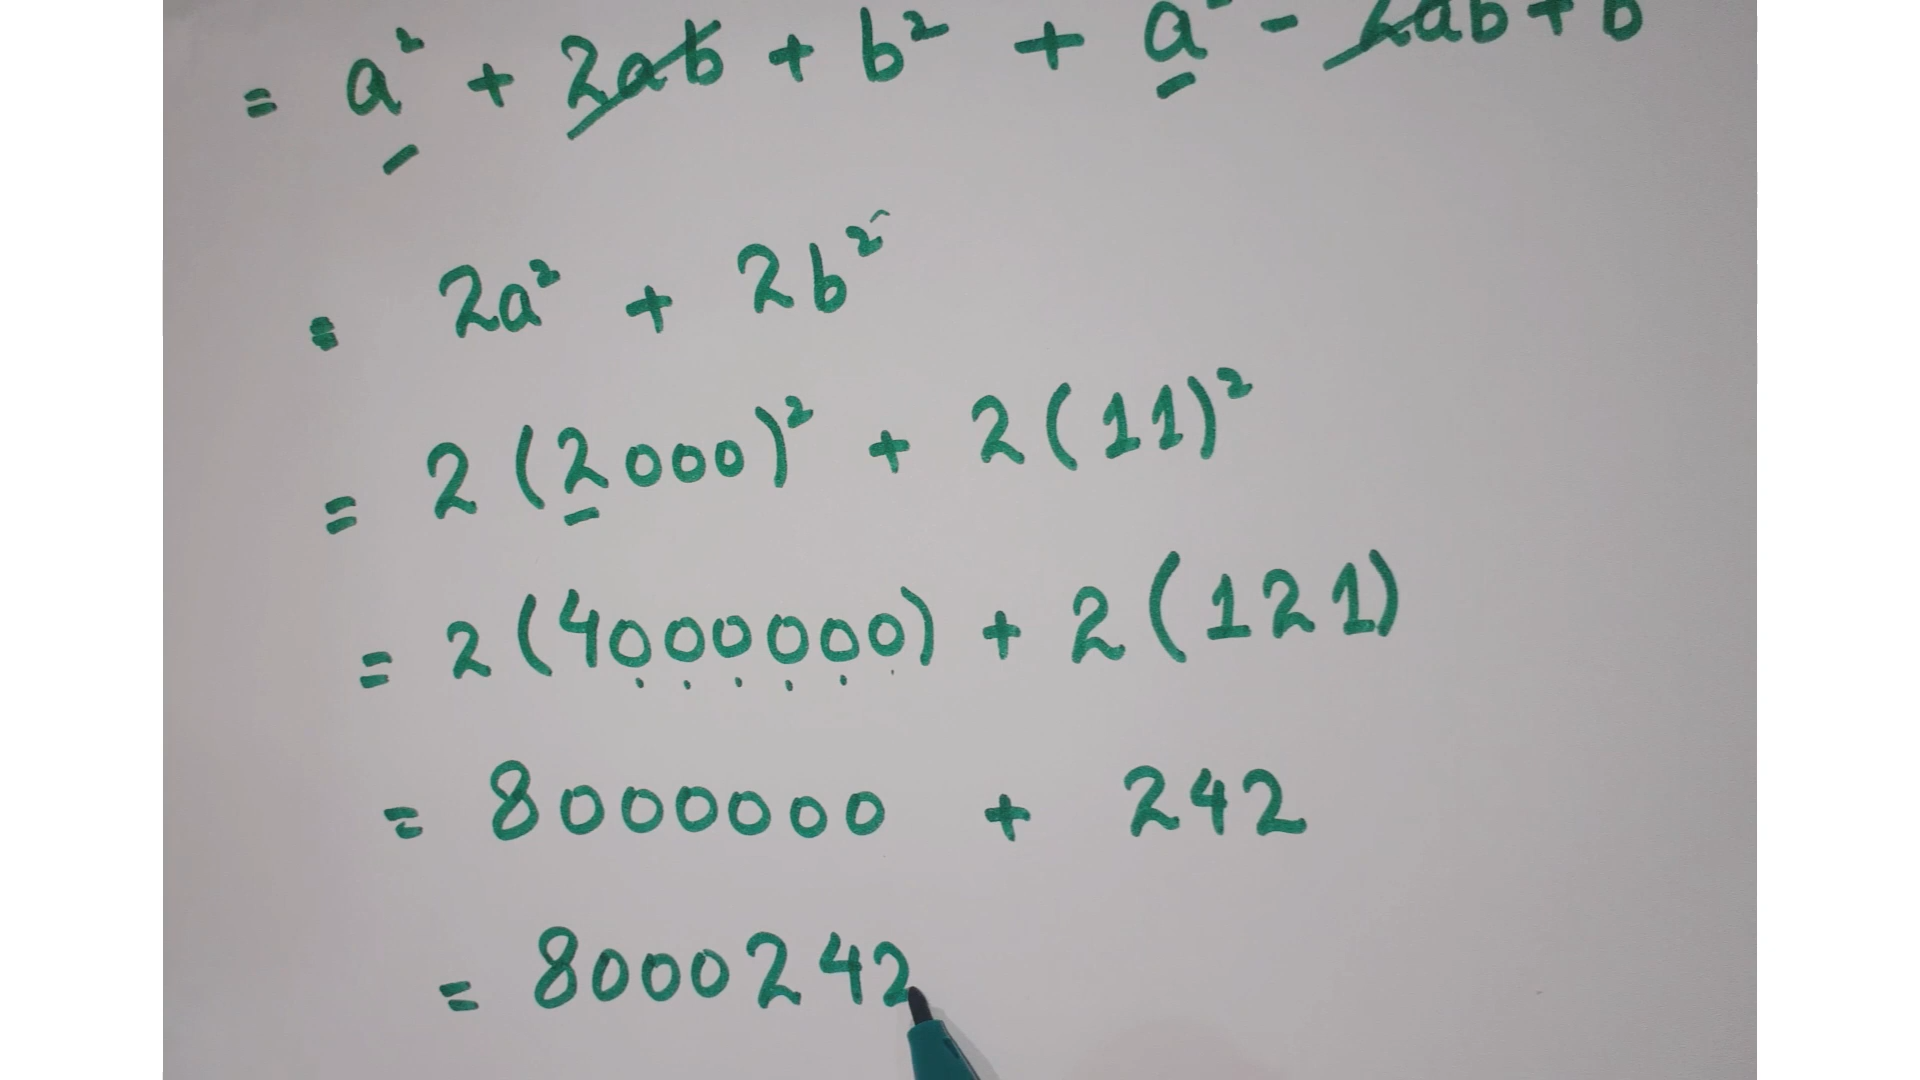 = a² + 2ab + b² + a² - 2ab + b
= 2a² + 2b²
= 2(2000)² + 2(11)²
= 2(4000000) + 2(121)
= 8000000 + 242
= 8000242